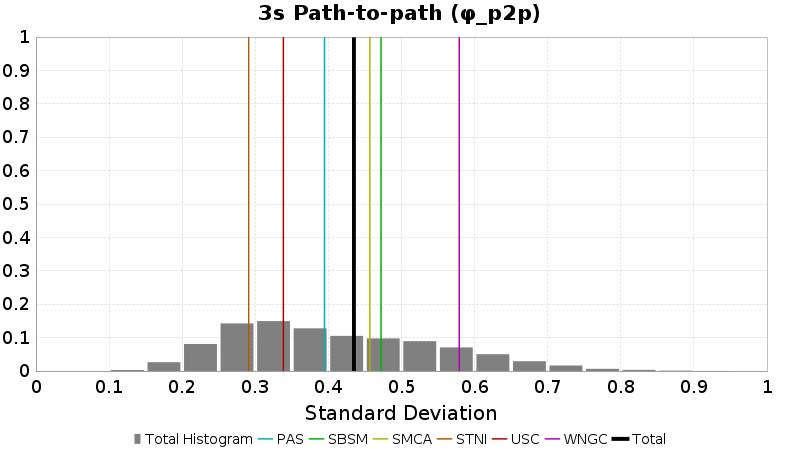 3s Path-to-path (φ_p2p)
1
0.9
0.8
0.7
0.6
0.5
0.4
0.3
0.2
0.1
0
0 0.1 0.2 0.3 0.4 0.5 0.6 0.7 0.8 0.9 1
Standard Deviation
Total Histogram PAS SBSM SMCA STNI USC WNGC Total